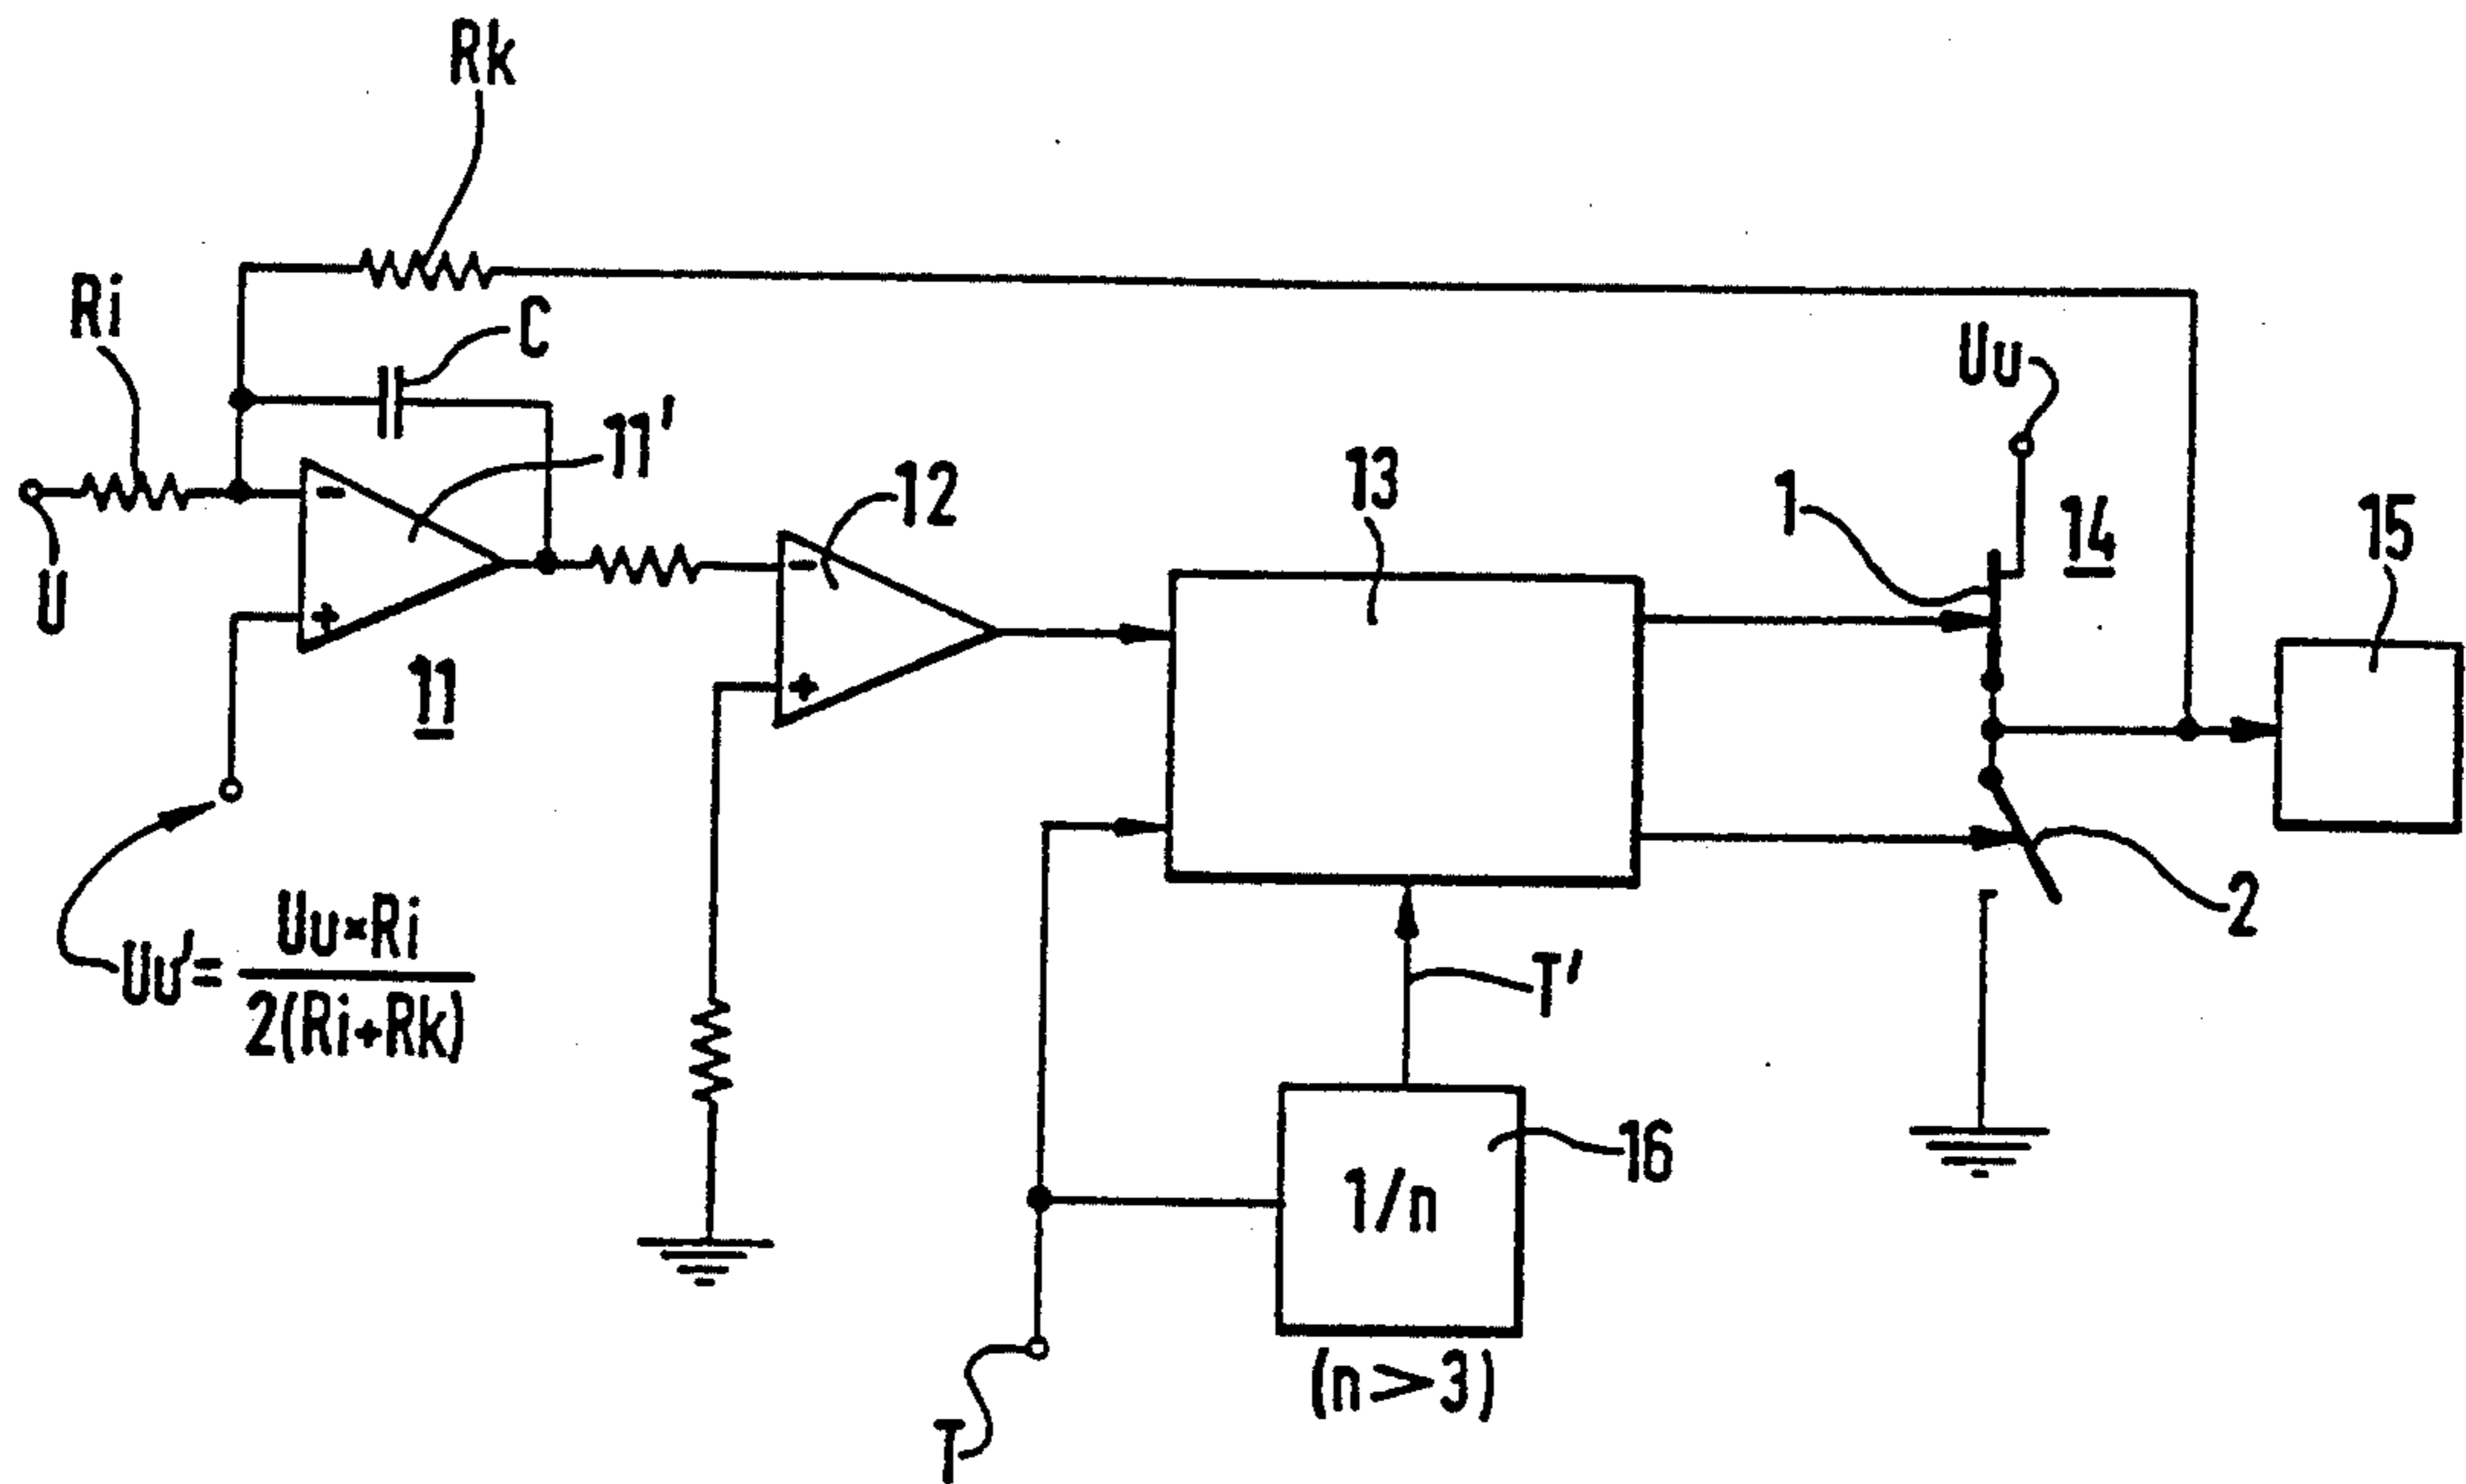 Rk
Ri
C
Uu
11'
12
13
1
14
15
-
-
U
+
11
+
2
Uu'=
Uu×Ri
2(Ri+Rk)
T'
16
1/n
(n>3)
T